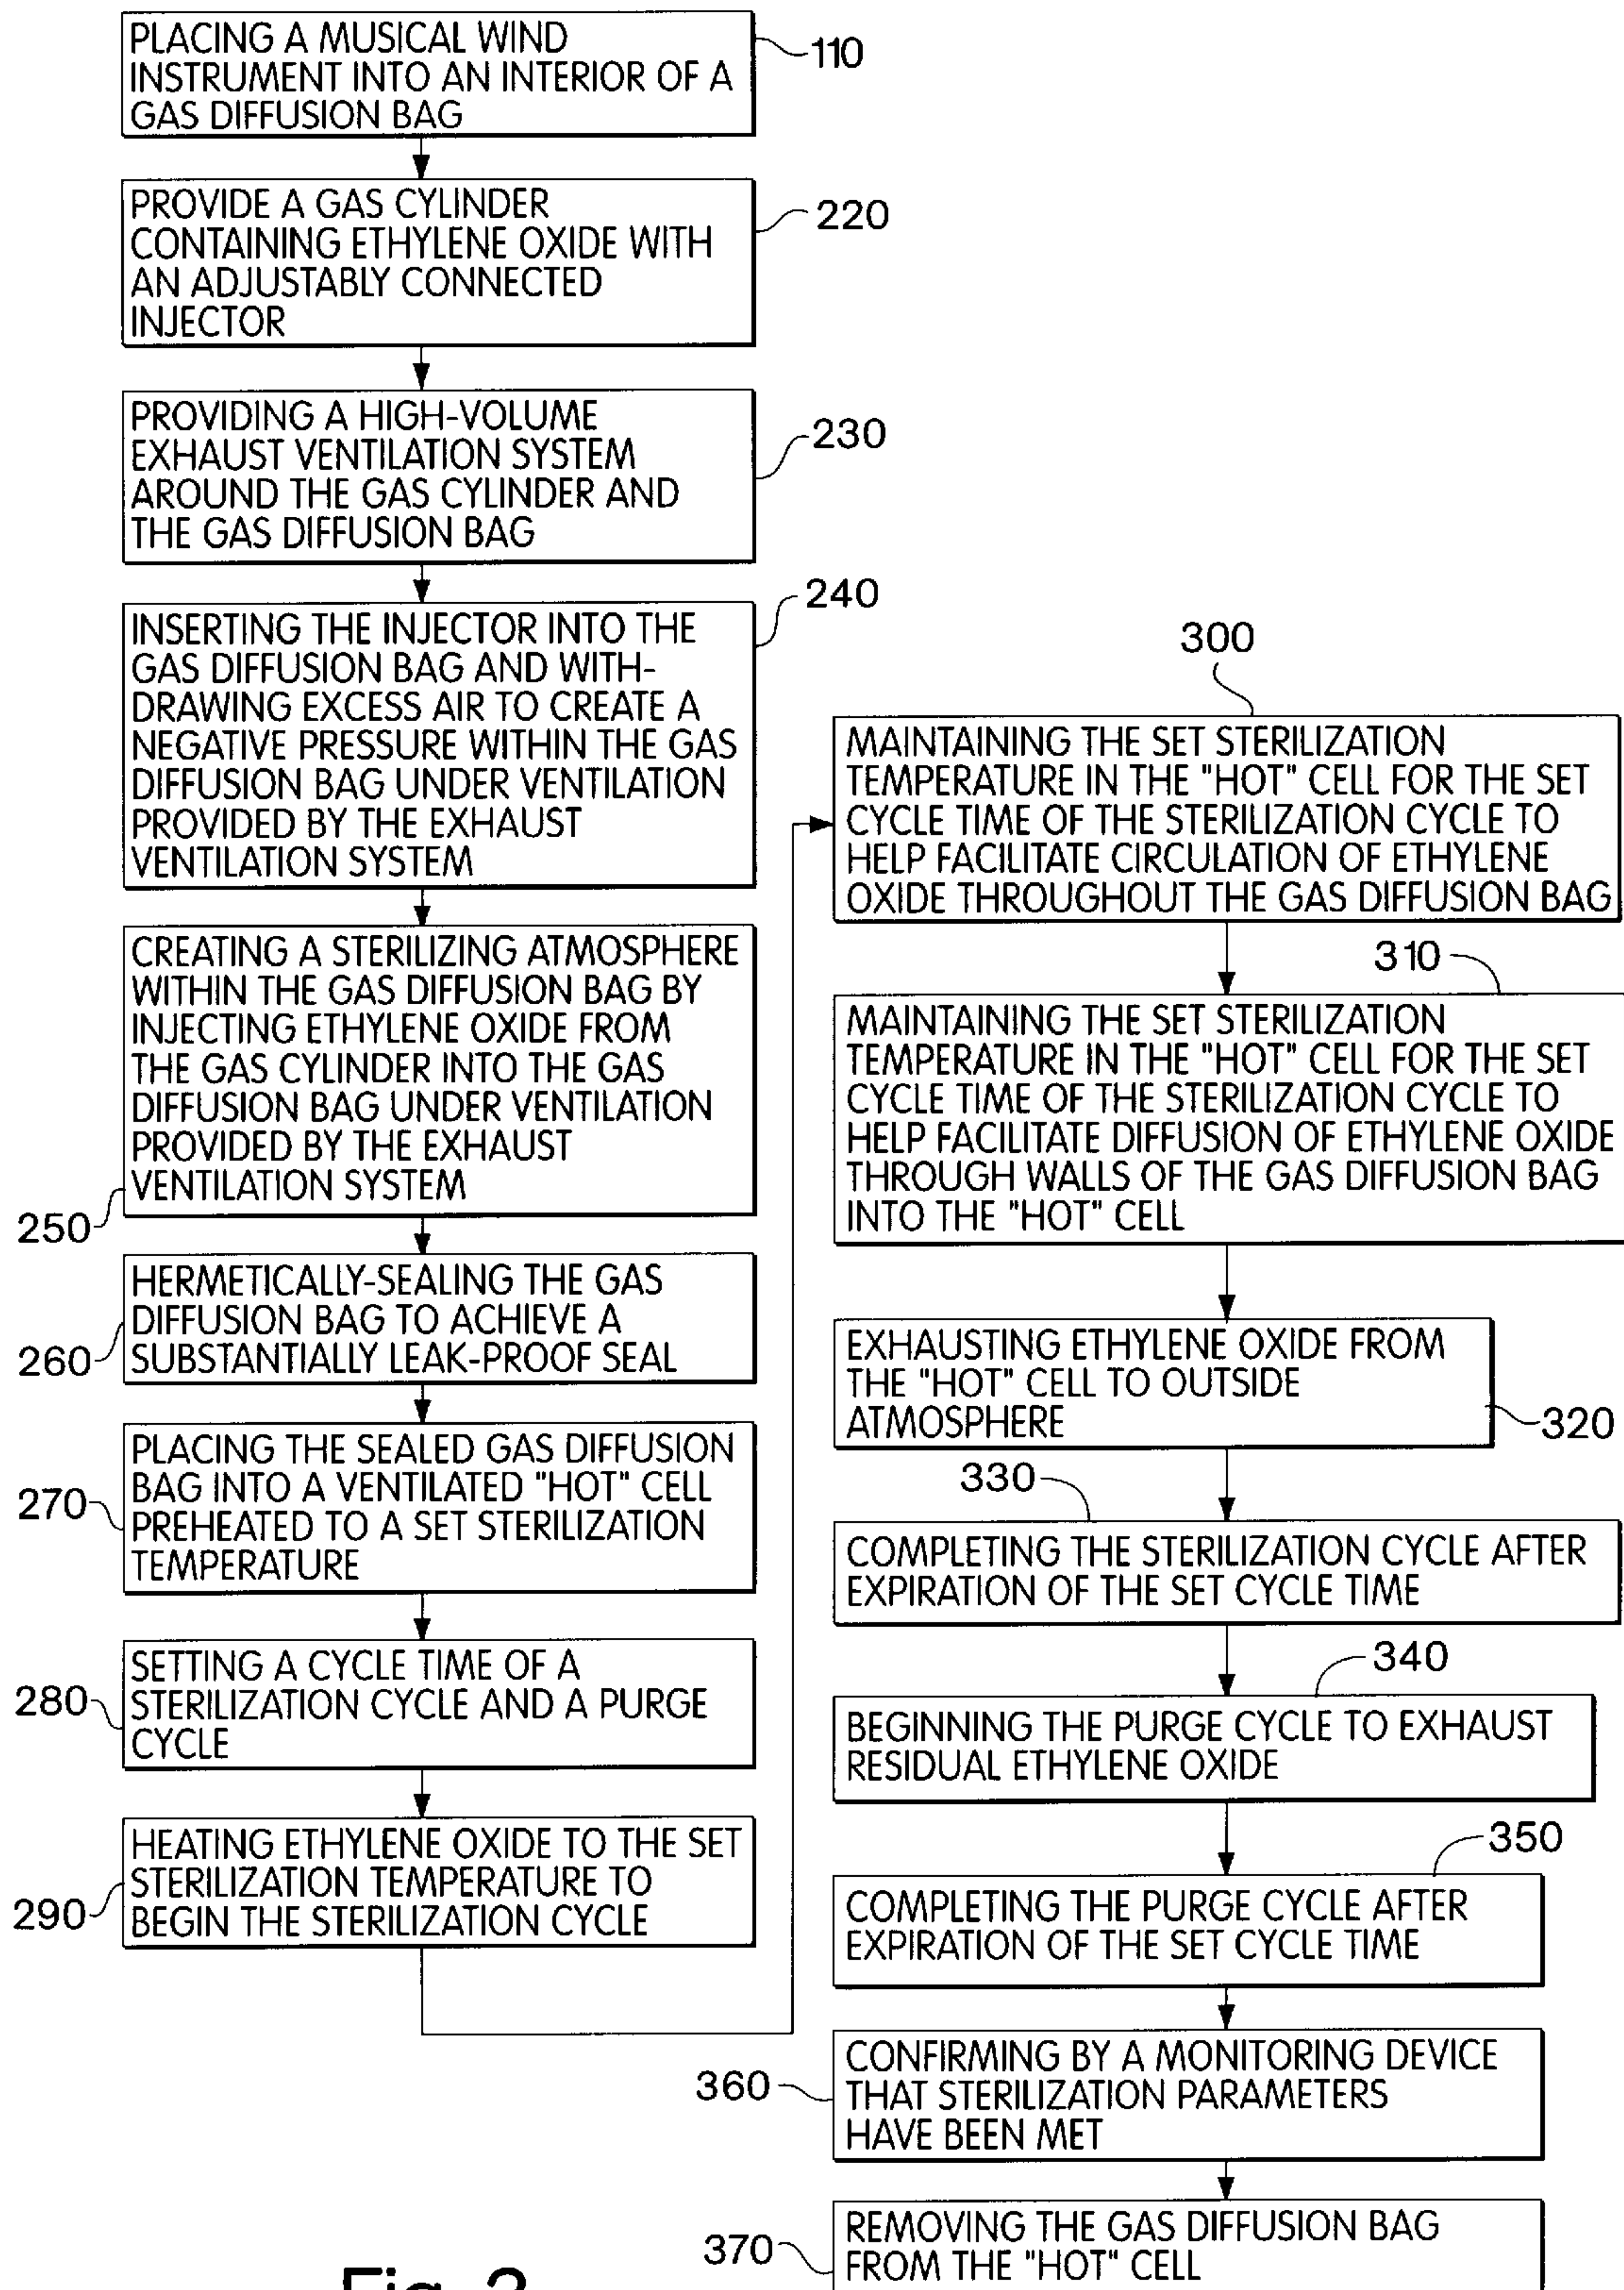 PLACING A MUSICAL WIND
INSTRUMENT INTO AN INTERIOR OF A
GAS DIFFUSION BAG
110
PROVIDE A GAS CYLINDER
CONTAINING ETHYLENE OXIDE WITH
AN ADJUSTABLY CONNECTED
INJECTOR
220
PROVIDING A HIGH-VOLUME
EXHAUST VENTILATION SYSTEM
AROUND THE GAS CYLINDER AND
THE GAS DIFFUSION BAG
230
INSERTING THE INJECTOR INTO THE
GAS DIFFUSION BAG AND WITH-
DRAWING EXCESS AIR TO CREATE A
NEGATIVE PRESSURE WITHIN THE GAS
DIFFUSION BAG UNDER VENTILATION
PROVIDED BY THE EXHAUST
VENTILATION SYSTEM
240
CREATING A STERILIZING ATMOSPHERE
WITHIN THE GAS DIFFUSION BAG BY
INJECTING ETHYLENE OXIDE FROM
THE GAS CYLINDER INTO THE GAS
DIFFUSION BAG UNDER VENTILATION
PROVIDED BY THE EXHAUST
VENTILATION SYSTEM
250
HERMETICALLY-SEALING THE GAS
DIFFUSION BAG TO ACHIEVE A
SUBSTANTIALLY LEAK-PROOF SEAL
260
PLACING THE SEALED GAS DIFFUSION
BAG INTO A VENTILATED "HOT" CELL
PREHEATED TO A SET STERILIZATION
TEMPERATURE
270
SETTING A CYCLE TIME OF A
STERILIZATION CYCLE AND A PURGE
CYCLE
280
HEATING ETHYLENE OXIDE TO THE SET
STERILIZATION TEMPERATURE TO
BEGIN THE STERILIZATION CYCLE
290
300
MAINTAINING THE SET STERILIZATION
TEMPERATURE IN THE "HOT" CELL FOR THE SET
CYCLE TIME OF THE STERILIZATION CYCLE TO
HELP FACILITATE CIRCULATION OF ETHYLENE
OXIDE THROUGHOUT THE GAS DIFFUSION BAG
310
MAINTAINING THE SET STERILIZATION
TEMPERATURE IN THE "HOT" CELL FOR THE SET
CYCLE TIME OF THE STERILIZATION CYCLE TO
HELP FACILITATE DIFFUSION OF ETHYLENE OXIDE
THROUGH WALLS OF THE GAS DIFFUSION BAG
INTO THE "HOT" CELL
EXHAUSTING ETHYLENE OXIDE FROM
THE "HOT" CELL TO OUTSIDE
ATMOSPHERE
320
330
COMPLETING THE STERILIZATION CYCLE AFTER
EXPIRATION OF THE SET CYCLE TIME
340
BEGINNING THE PURGE CYCLE TO EXHAUST
RESIDUAL ETHYLENE OXIDE
350
COMPLETING THE PURGE CYCLE AFTER
EXPIRATION OF THE SET CYCLE TIME
CONFIRMING BY A MONITORING DEVICE
THAT STERILIZATION PARAMETERS
HAVE BEEN MET
360
REMOVING THE GAS DIFFUSION BAG
FROM THE "HOT" CELL
370
Fig.